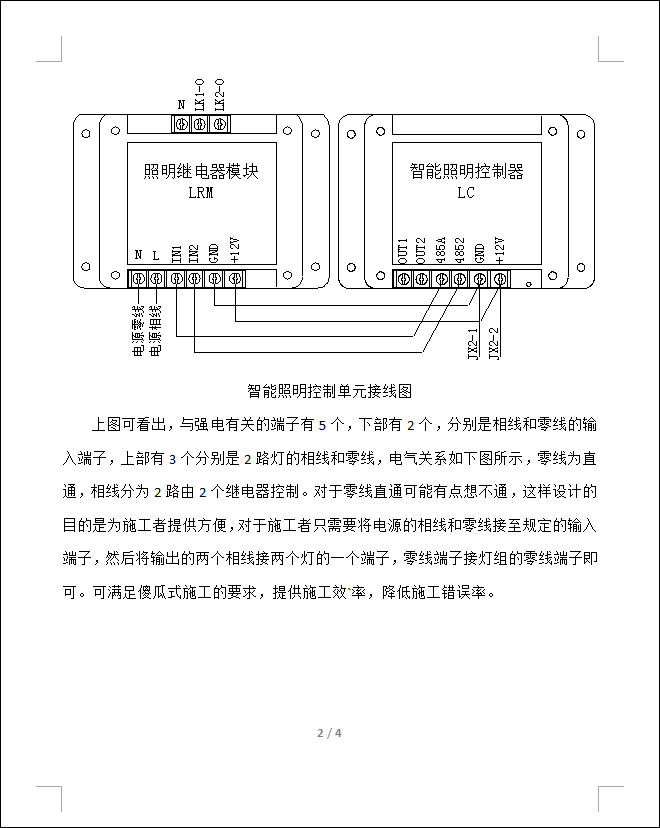 N LK1-0 LK2-0
照明继电器模块
LRM
N L IN1 IN2 GND +12V
电源零线 电源相线
智能照明控制器
LC
OUT1 OUT2 485A 4852 GND +12V
JX2-1 JX2-2
智能照明控制单元接线图
上图可看出，与强电有关的端子有5个，下部有2个，分别是相线和零线的输
入端子，上部有3个分别是2路灯的相线和零线，电气关系如下图所示，零线为直
通，相线分为2路由2个继电器控制。对于零线直通可能有点想不通，这样设计的
目的是为施工者提供方便，对于施工者只需要将电源的相线和零线接至规定的输入
端子，然后将输出的两个相线接两个灯的一个端子，零线端子接灯组的零线端子即
可。可满足傻瓜式施工的要求，提供施工效`率，降低施工错误率。
2 / 4